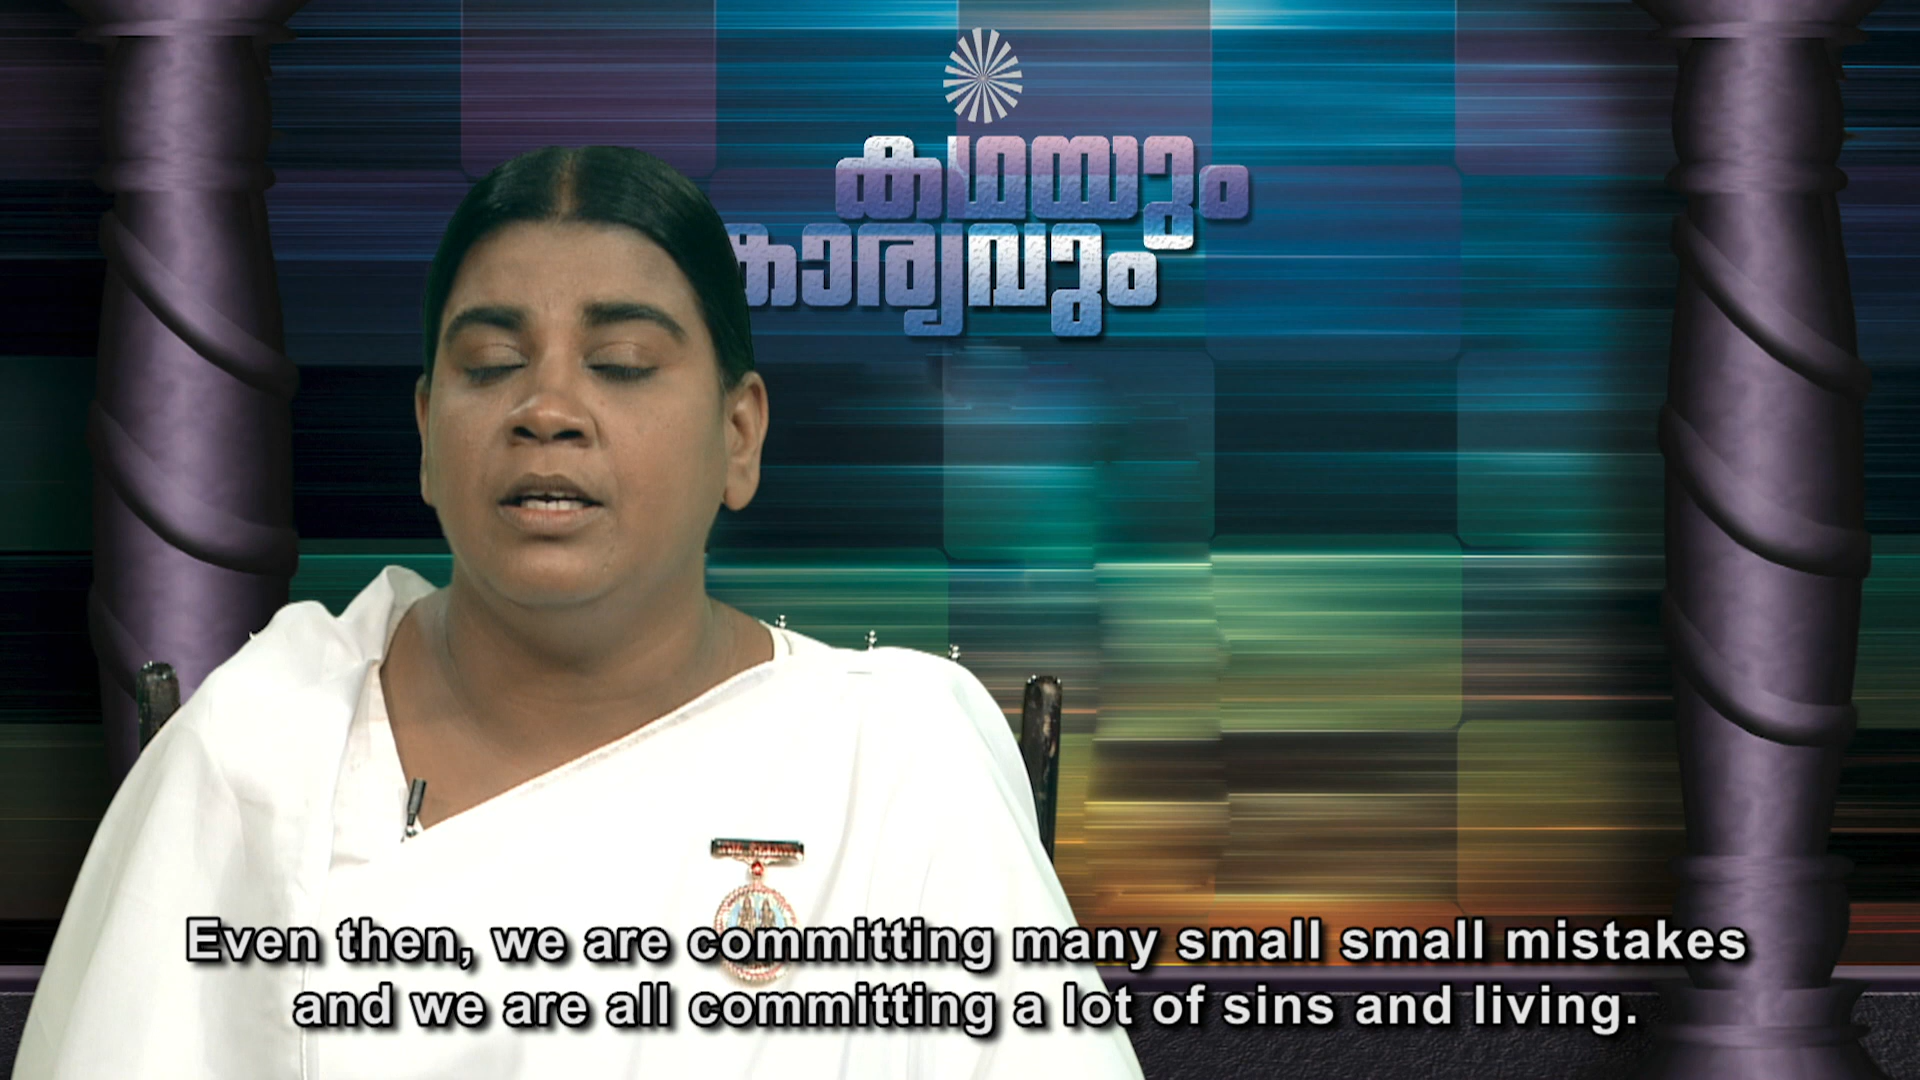 കഥയും
കാര്യവും
Even then, we are committing many small small mistakes
and we are all committing a lot of sins and living.